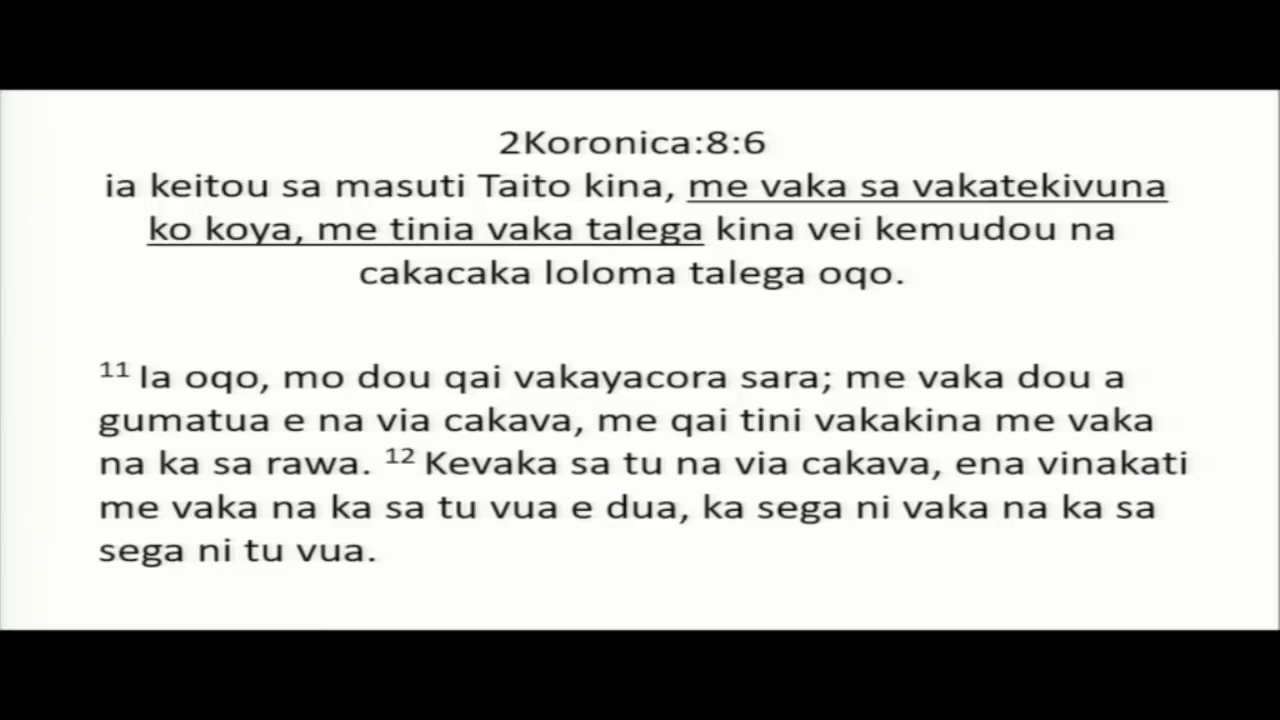 2Koronica:8:6
ia keitou sa masuti Taito kina, me vaka sa vakatekivuna
ko koya, me tinia vaka talega kina vei kemudou na
cakacaka loloma talega oqo.
11 Ia oqo, mo dou qai vakayacora sara; me vaka dou a
gumatua e na via cakava, me qai tini vakakina me vaka
na ka sa rawa. 12 Kevaka sa tu na via cakava, ena vinakati
me vaka na ka sa tu vua e dua, ka sega ni vaka na ka sa
sega ni tu vua.